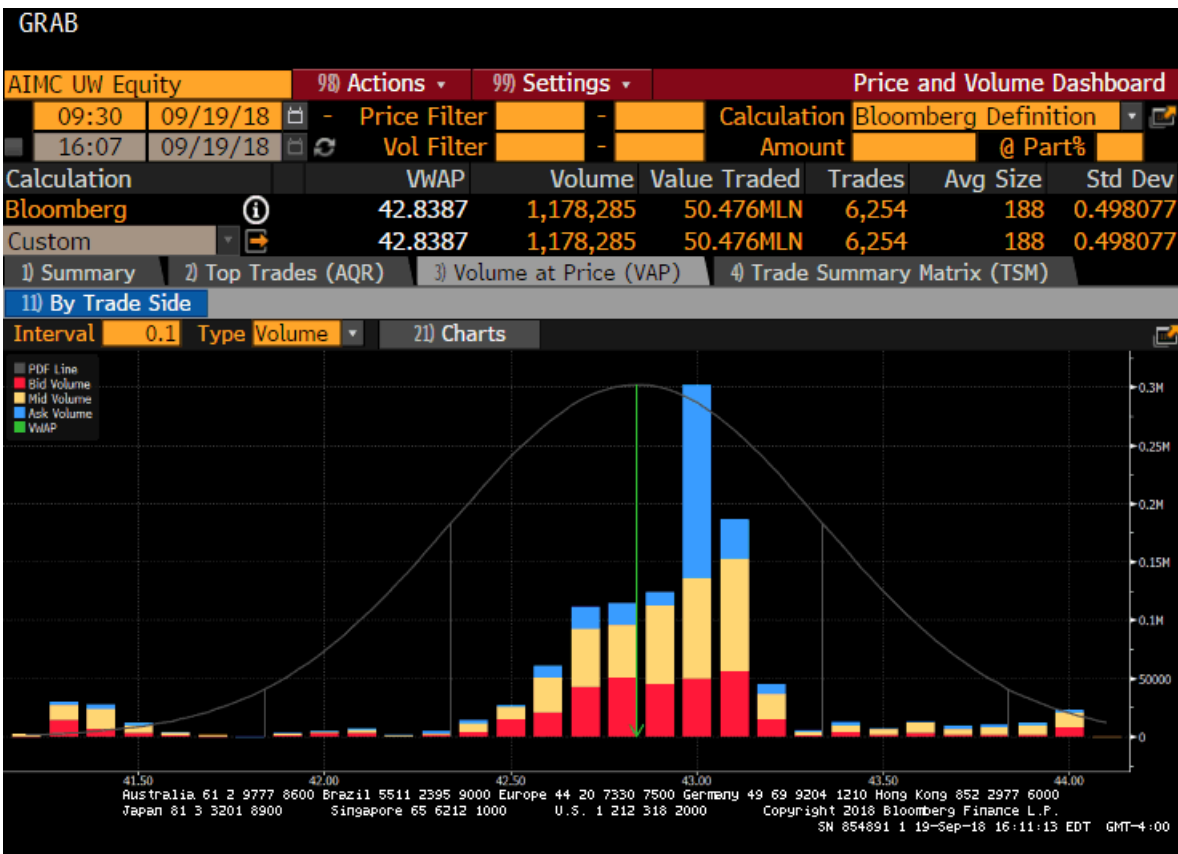 GRAB
AIMC UW Equity 98) Actions 99) Settings Price and Volume Dashboard
09:30 09/19/18 - Price Filter - Calculation Bloomberg Definition
16:07 09/19/18 Vol Filter - Amount @ Part%
Calculation VWAP Volume Value Traded Trades Avg Size Std Dev
Bloomberg 42.8387 1,178,285 50.476MLN 6,254 188 0.498077
Custom 42.8387 1,178,285 50.476MLN 6,254 188 0.498077
1) Summary 2) Top Trades (AQR) 3) Volume at Price (VAP) 4) Trade Summary Matrix (TSM)
11) By Trade Side
Interval 0.1 Type Volume 21) Charts
PDF Line
Bid Volume
Mid Volume
Ask Volume
VWAP
0.3M
0.25M
0.2M
0.15M
0.1M
50000
0
41.50 42.00 42.50 43.00 43.50 44.00
Australia 61 2 9777 8600 Brazil 5511 2395 9000 Europe 44 20 7330 7500 Germany 49 69 9204 1210 Hong Kong 852 2977 6000
Japan 81 3 3201 8900 Singapore 65 6212 1000 U.S. 1 212 318 2000 Copyright 2018 Bloomberg Finance L.P.
SN 854891 1 19-Sep-18 16:11:13 EDT GMT-4:00